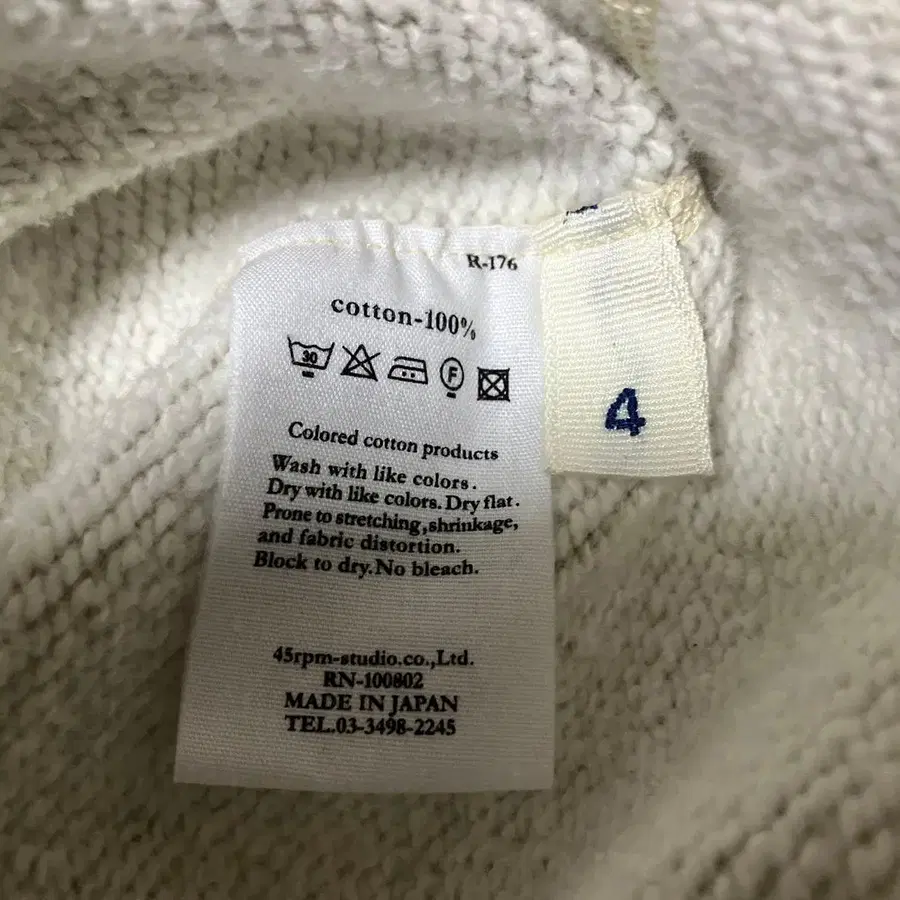 R-176
cotton-100%
30
F
4
Colored cotton products
Wash with like colors.
Dry with like colors. Dry flat.
Prone to stretching, shrinkage,
and fabric distortion.
Block to dry. No bleach.
45rpm-studio.co.,Ltd.
RN-100802
MADE IN JAPAN
TEL.03-3498-2245